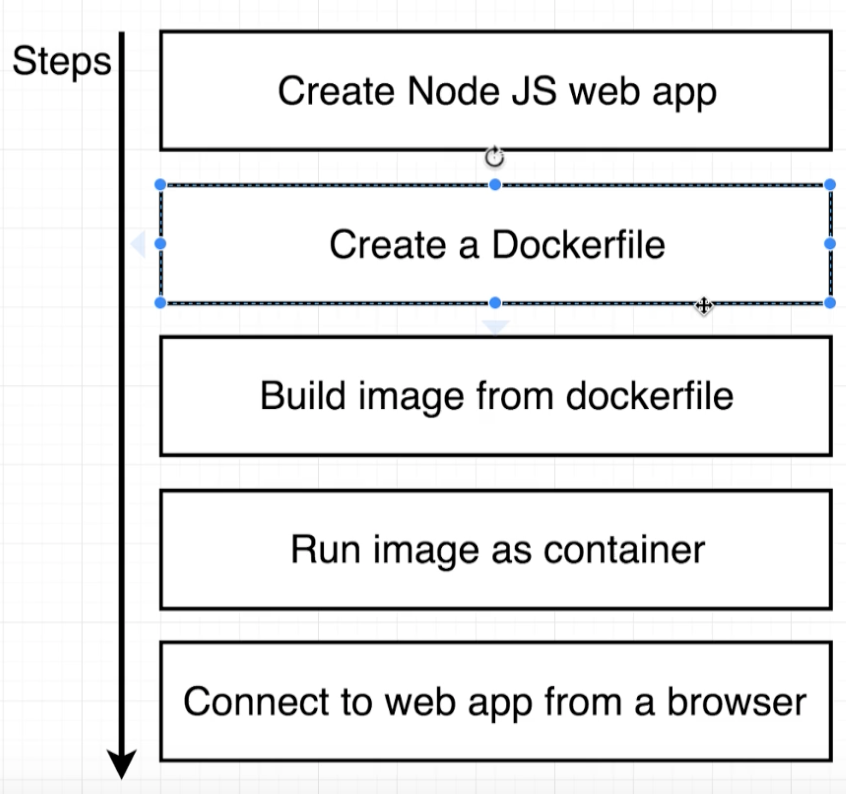 Steps
Create Node JS web app
Create a Dockerfile
Build image from dockerfile
Run image as container
Connect to web app from a browser